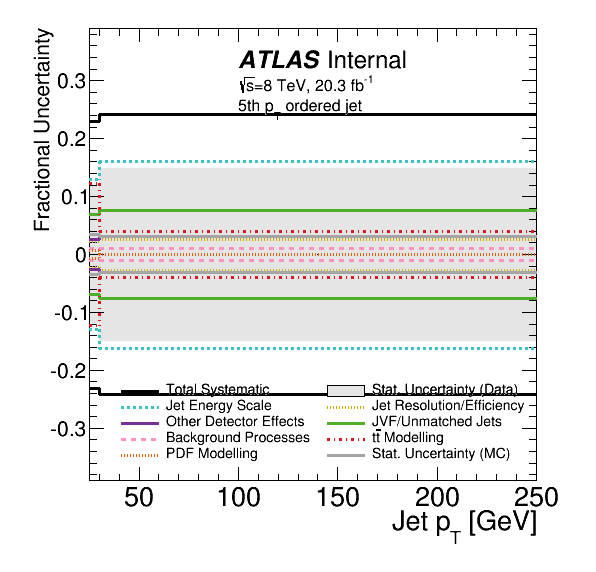 ATLAS Internal
√s=8 TeV, 20.3 fb⁻¹
5th p_T ordered jet
Fractional Uncertainty
0.3
0.2
0.1
0
-0.1
-0.2
-0.3
Total Systematic
Stat. Uncertainty (Data)
Jet Energy Scale
Jet Resolution/Efficiency
Other Detector Effects
JVF/Unmatched Jets
Background Processes
tt̄ Modelling
PDF Modelling
Stat. Uncertainty (MC)
50 100 150 200 250
Jet p_T [GeV]